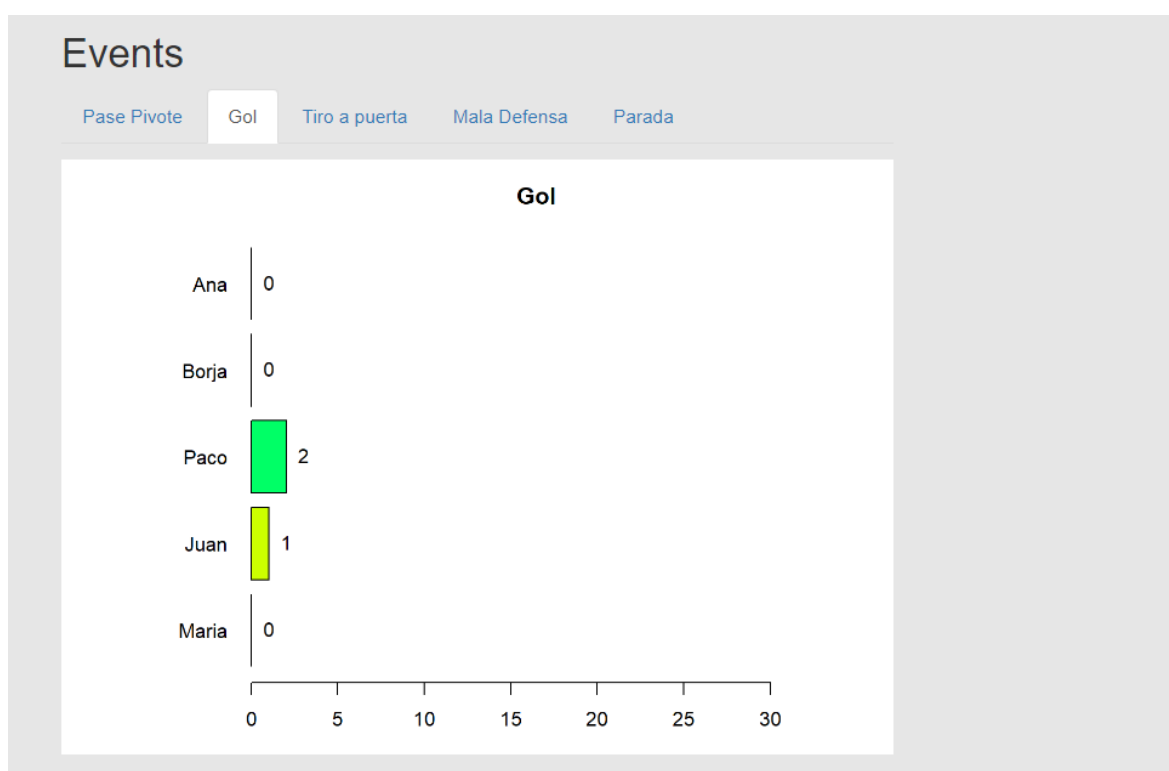 Events
Pase Pivote Gol Tiro a puerta Mala Defensa Parada
Gol
Ana 0
Borja 0
Paco 2
Juan 1
Maria 0
0 5 10 15 20 25 30